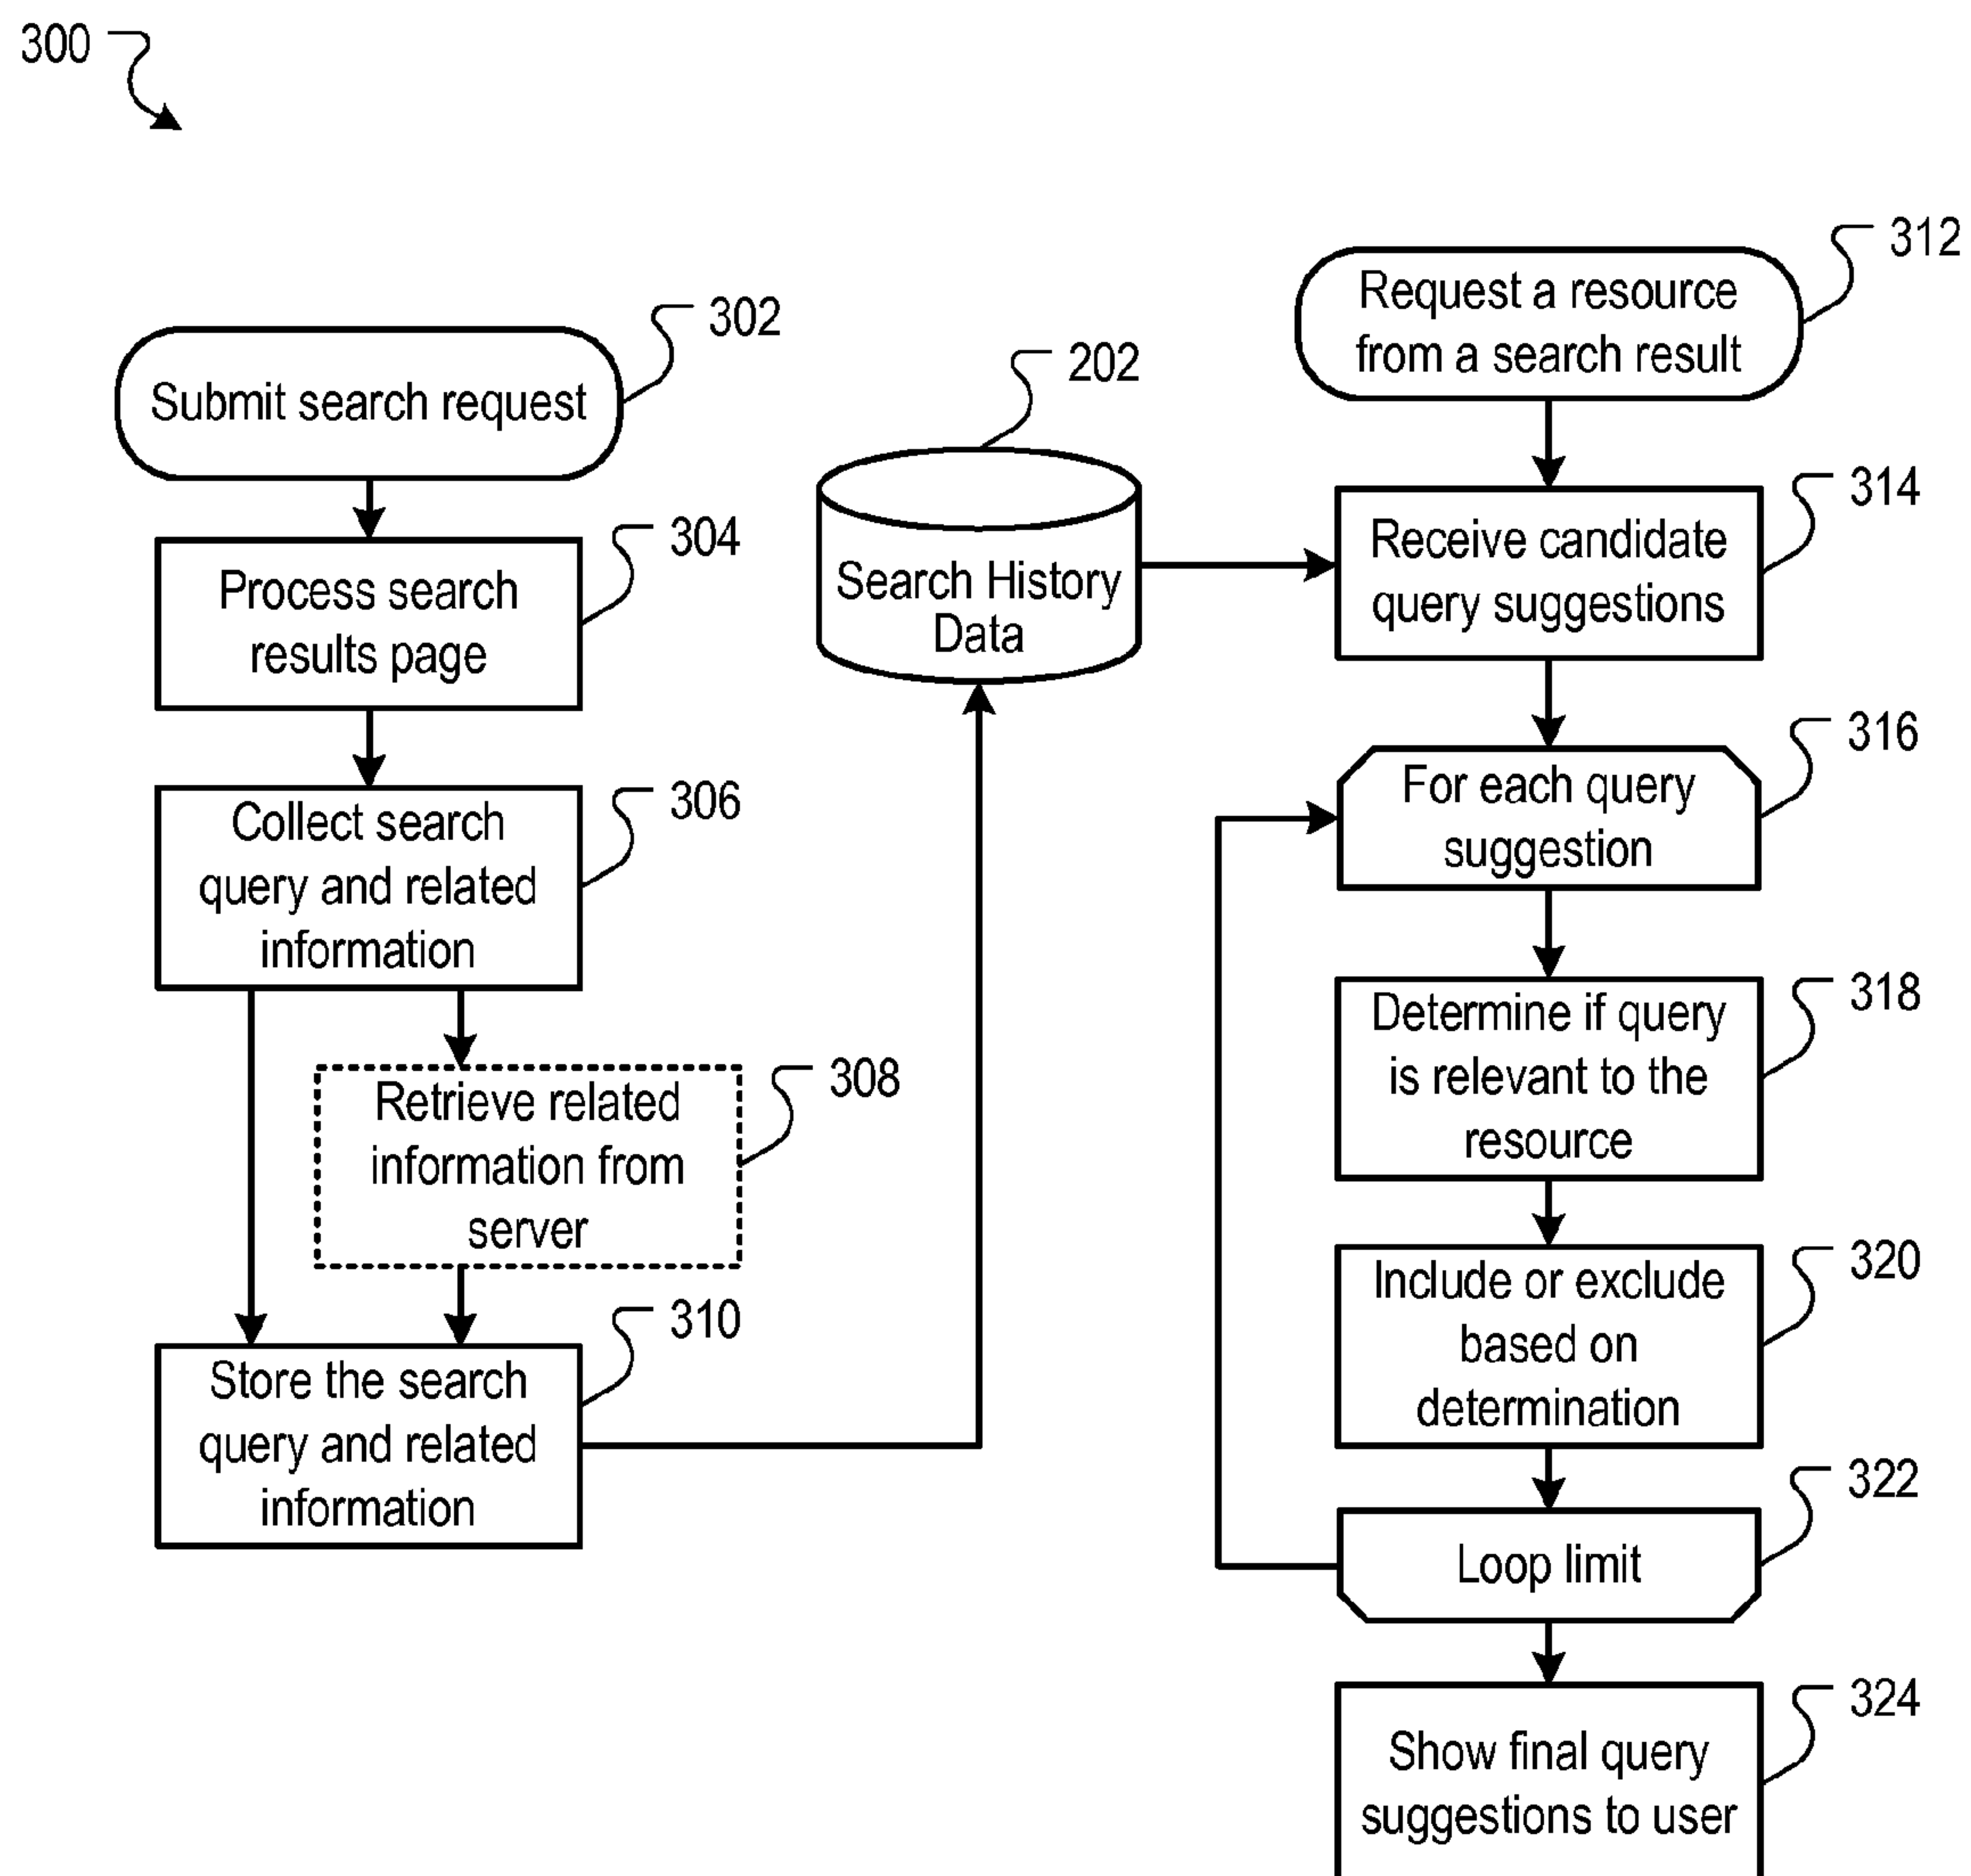 300
302
Submit search request
304
Process search
results page
306
Collect search
query and related
information
308
Retrieve related
information from
server
310
Store the search
query and related
information
202
Search History
Data
312
Request a resource
from a search result
314
Receive candidate
query suggestions
316
For each query
suggestion
318
Determine if query
is relevant to the
resource
320
Include or exclude
based on
determination
322
Loop limit
324
Show final query
suggestions to user